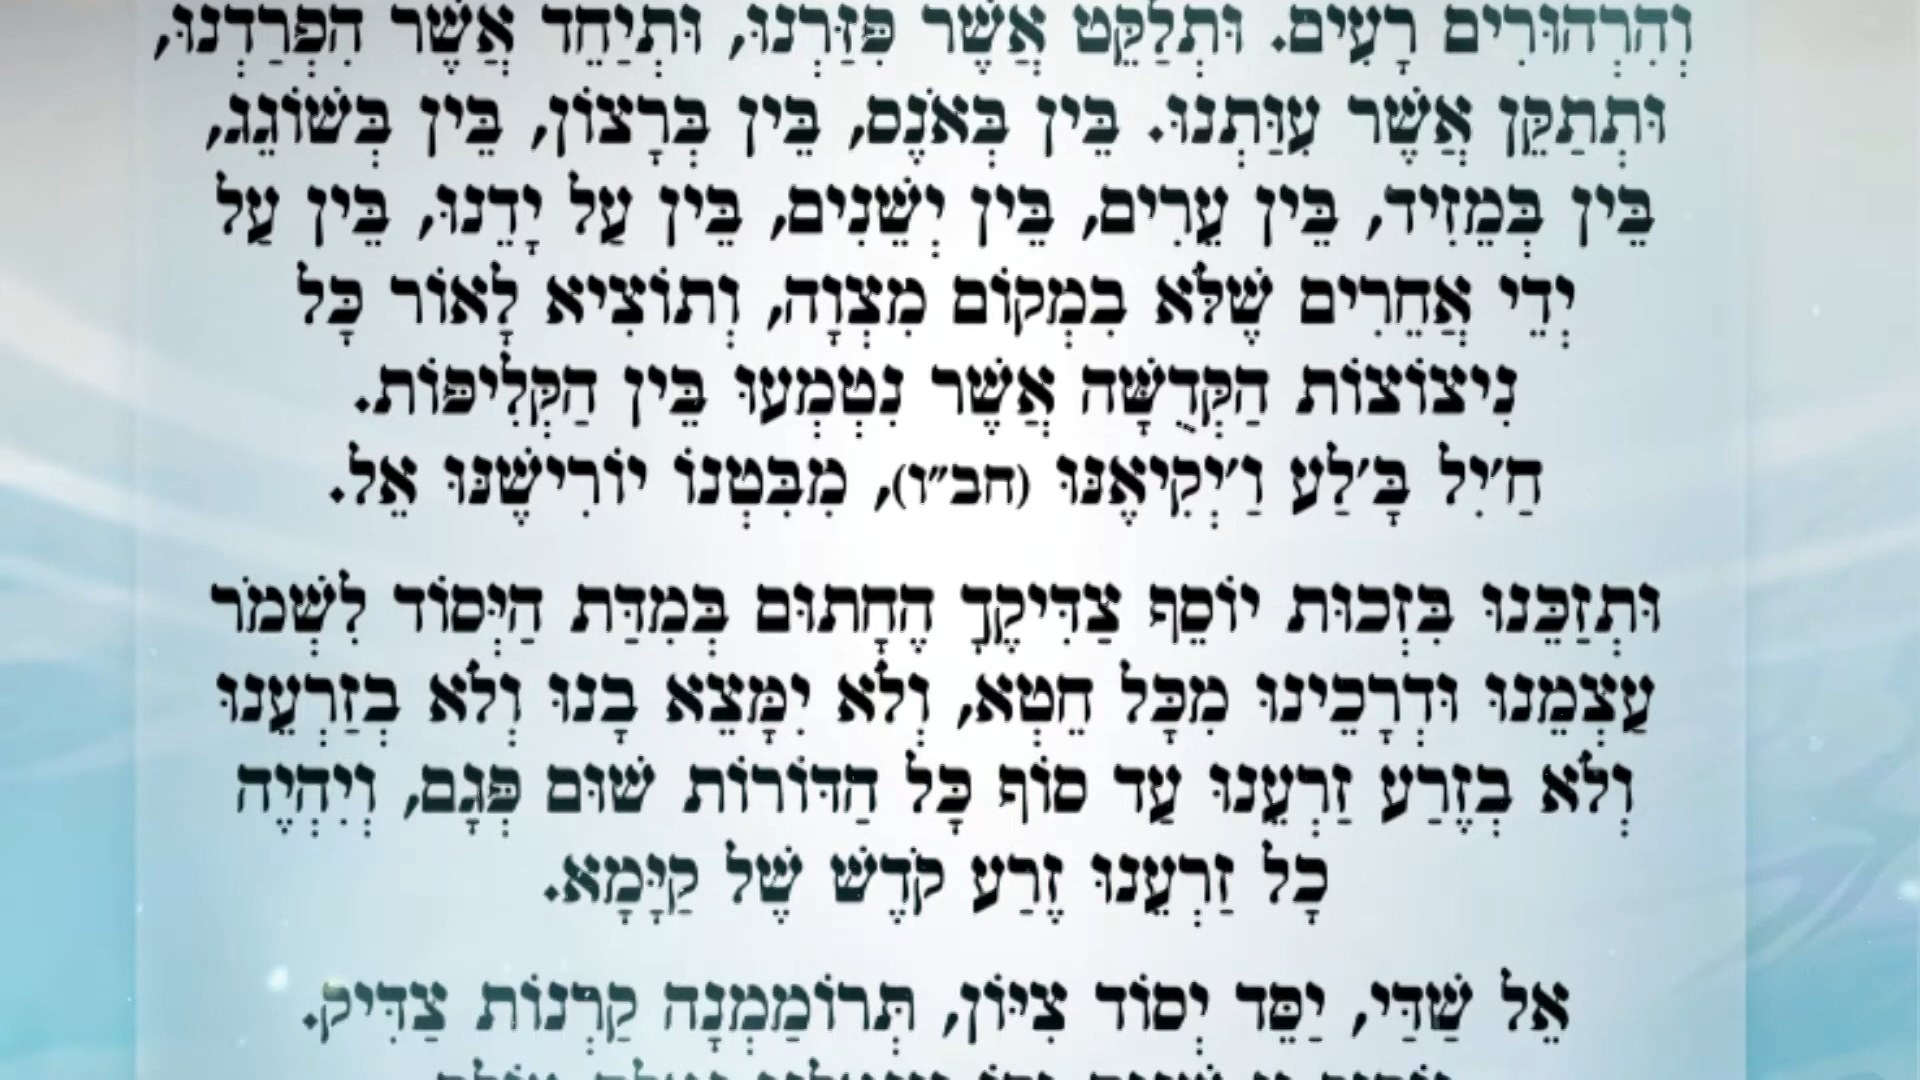 וְהִרְהוּרִים רָעִים. וּתְלַקֵּט אֲשֶׁר פִּזַּרְנוּ, וּתְיַחֵד אֲשֶׁר הִפְרַדְנוּ,
וּתְתַקֵּן אֲשֶׁר עִוַּתְנוּ. בֵּין בְּאֹנֶס, בֵּין בְּרָצוֹן, בֵּין בְּשׁוֹגֵג,
בֵּין בְּמֵזִיד, בֵּין עֵרִים, בֵּין יְשֵׁנִים, בֵּין עַל יָדֵנוּ, בֵּין עַל
יְדֵי אֲחֵרִים שֶׁלֹּא בִמְקוֹם מִצְוָה, וְתוֹצִיא לָאוֹר כָּל
נִיצוֹצוֹת הַקְּדֻשָּׁה אֲשֶׁר נִטְמְעוּ בֵּין הַקְּלִיפּוֹת.
חַ׳יִל בָּ׳לַע וַ׳יְקִיאֶנּוּ (חב״ו), מִבִּטְנוֹ יוֹרִישֶׁנּוּ אֵל.
וּתְזַכֵּנוּ בִּזְכוּת יוֹסֵף צַדִּיקֶךָ הֶחָתוּם בְּמִדַּת הַיְּסוֹד לִשְׁמֹר
עַצְמֵנוּ וּדְרָכֵינוּ מִכָּל חֵטְא, וְלֹא יִמָּצֵא בָנוּ וְלֹא בְזַרְעֵנוּ
וְלֹא בְּזֶרַע זַרְעֵנוּ עַד סוֹף כָּל הַדּוֹרוֹת שׁוּם פְּגָם, וְיִהְיֶה
כָל זַרְעֵנוּ זֶרַע קֹדֶשׁ שֶׁל קַיָּמָא.
אֵל שַׁדַּי, יַסֵּד יְסוֹד צִיּוֹן, תְּרוֹמַמְנָה קַרְנוֹת צַדִּיק.